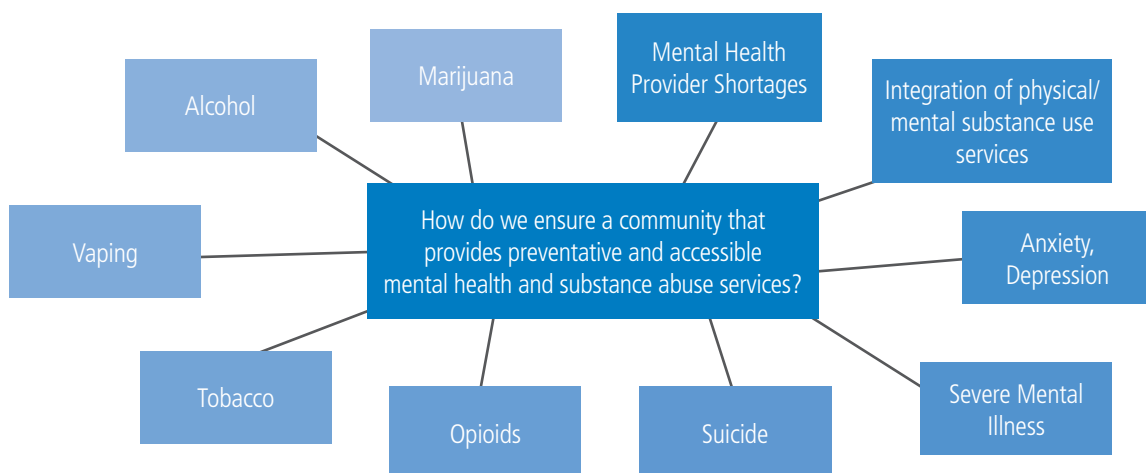 Mental Health
Provider Shortages
Marijuana
Alcohol
Integration of physical/
mental substance use
services
How do we ensure a community that
provides preventative and accessible
mental health and substance abuse services?
Vaping
Anxiety,
Depression
Tobacco
Opioids
Suicide
Severe Mental
Illness